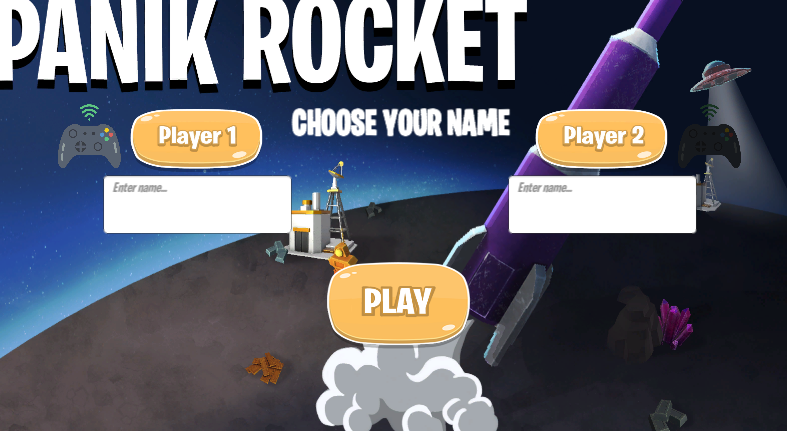 PANIK ROCKET
CHOOSE YOUR NAME
Player 1
Player 2
Enter name...
Enter name...
PLAY